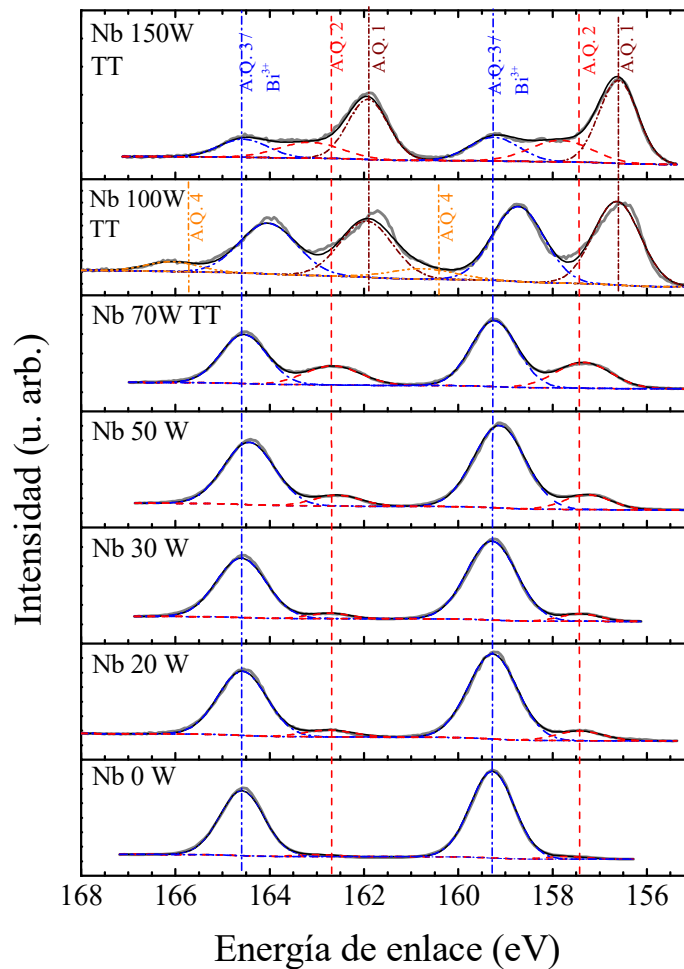 Nb 150W
TT
A.Q. 3 /
Bi³⁺
A.Q. 2
A.Q. 1
A.Q. 3 /
Bi³⁺
A.Q. 2
A.Q. 1
Nb 100W
TT
A.Q. 4
A.Q. 4
Nb 70W TT
Nb 50 W
Nb 30 W
Nb 20 W
Nb 0 W
Intensidad (u. arb.)
168 166 164 162 160 158 156
Energía de enlace (eV)